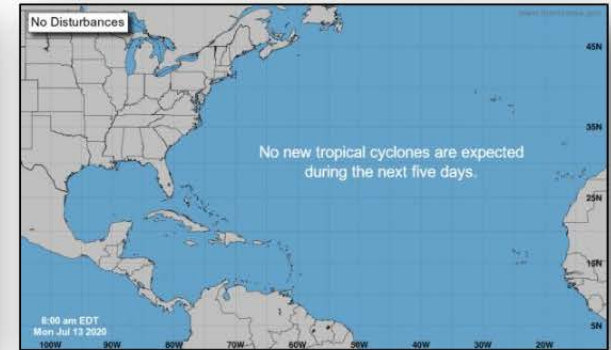 No Disturbances
45N
35N
No new tropical cyclones are expected
during the next five days.
25N
15N
8:00 am EDT
Mon Jul 13 2020
5N
100W 90W 80W 70W 60W 50W 40W 30W 20W